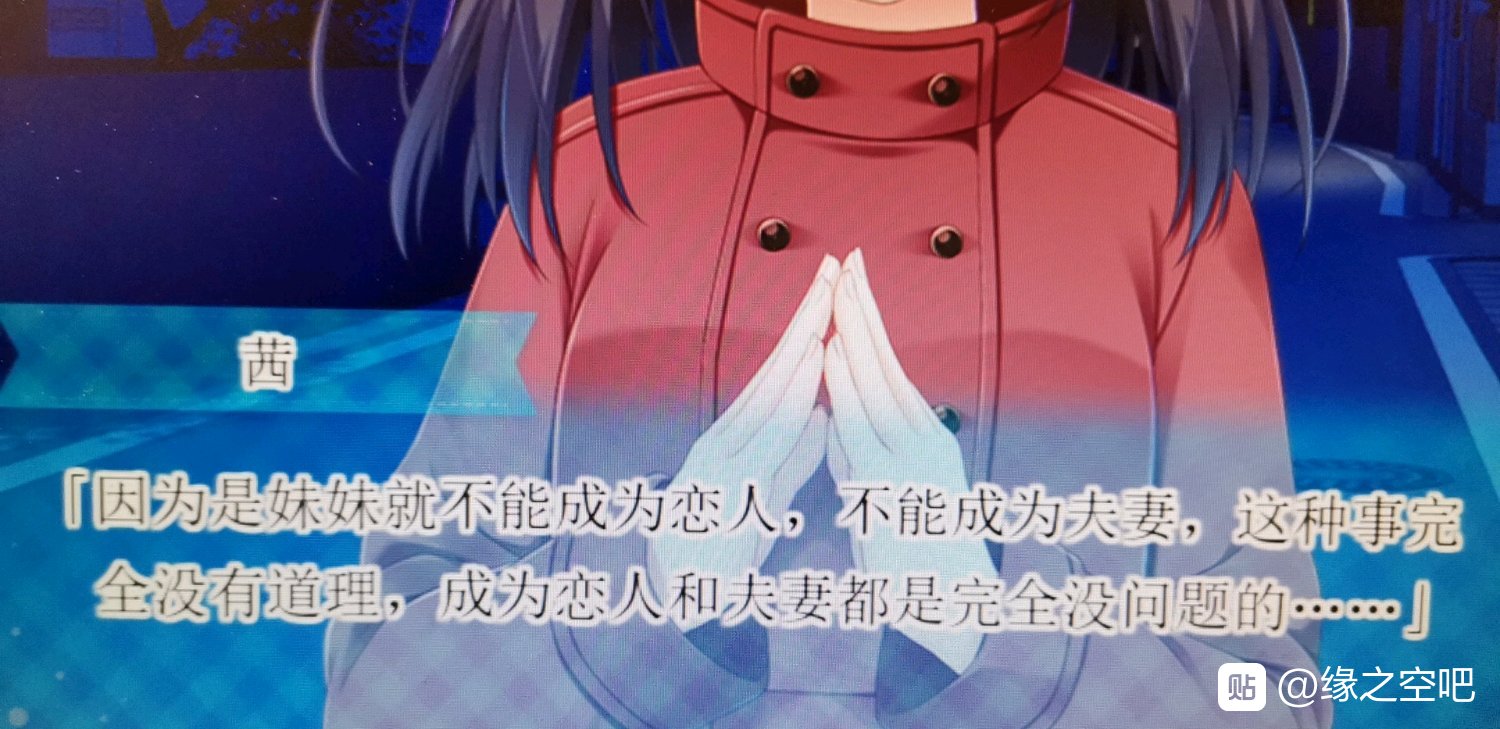 茜
「因为是妹妹就不能成为恋人，不能成为夫妻，这种事完
全没有道理，成为恋人和夫妻都是完全没问题的……」
贴 @缘之空吧